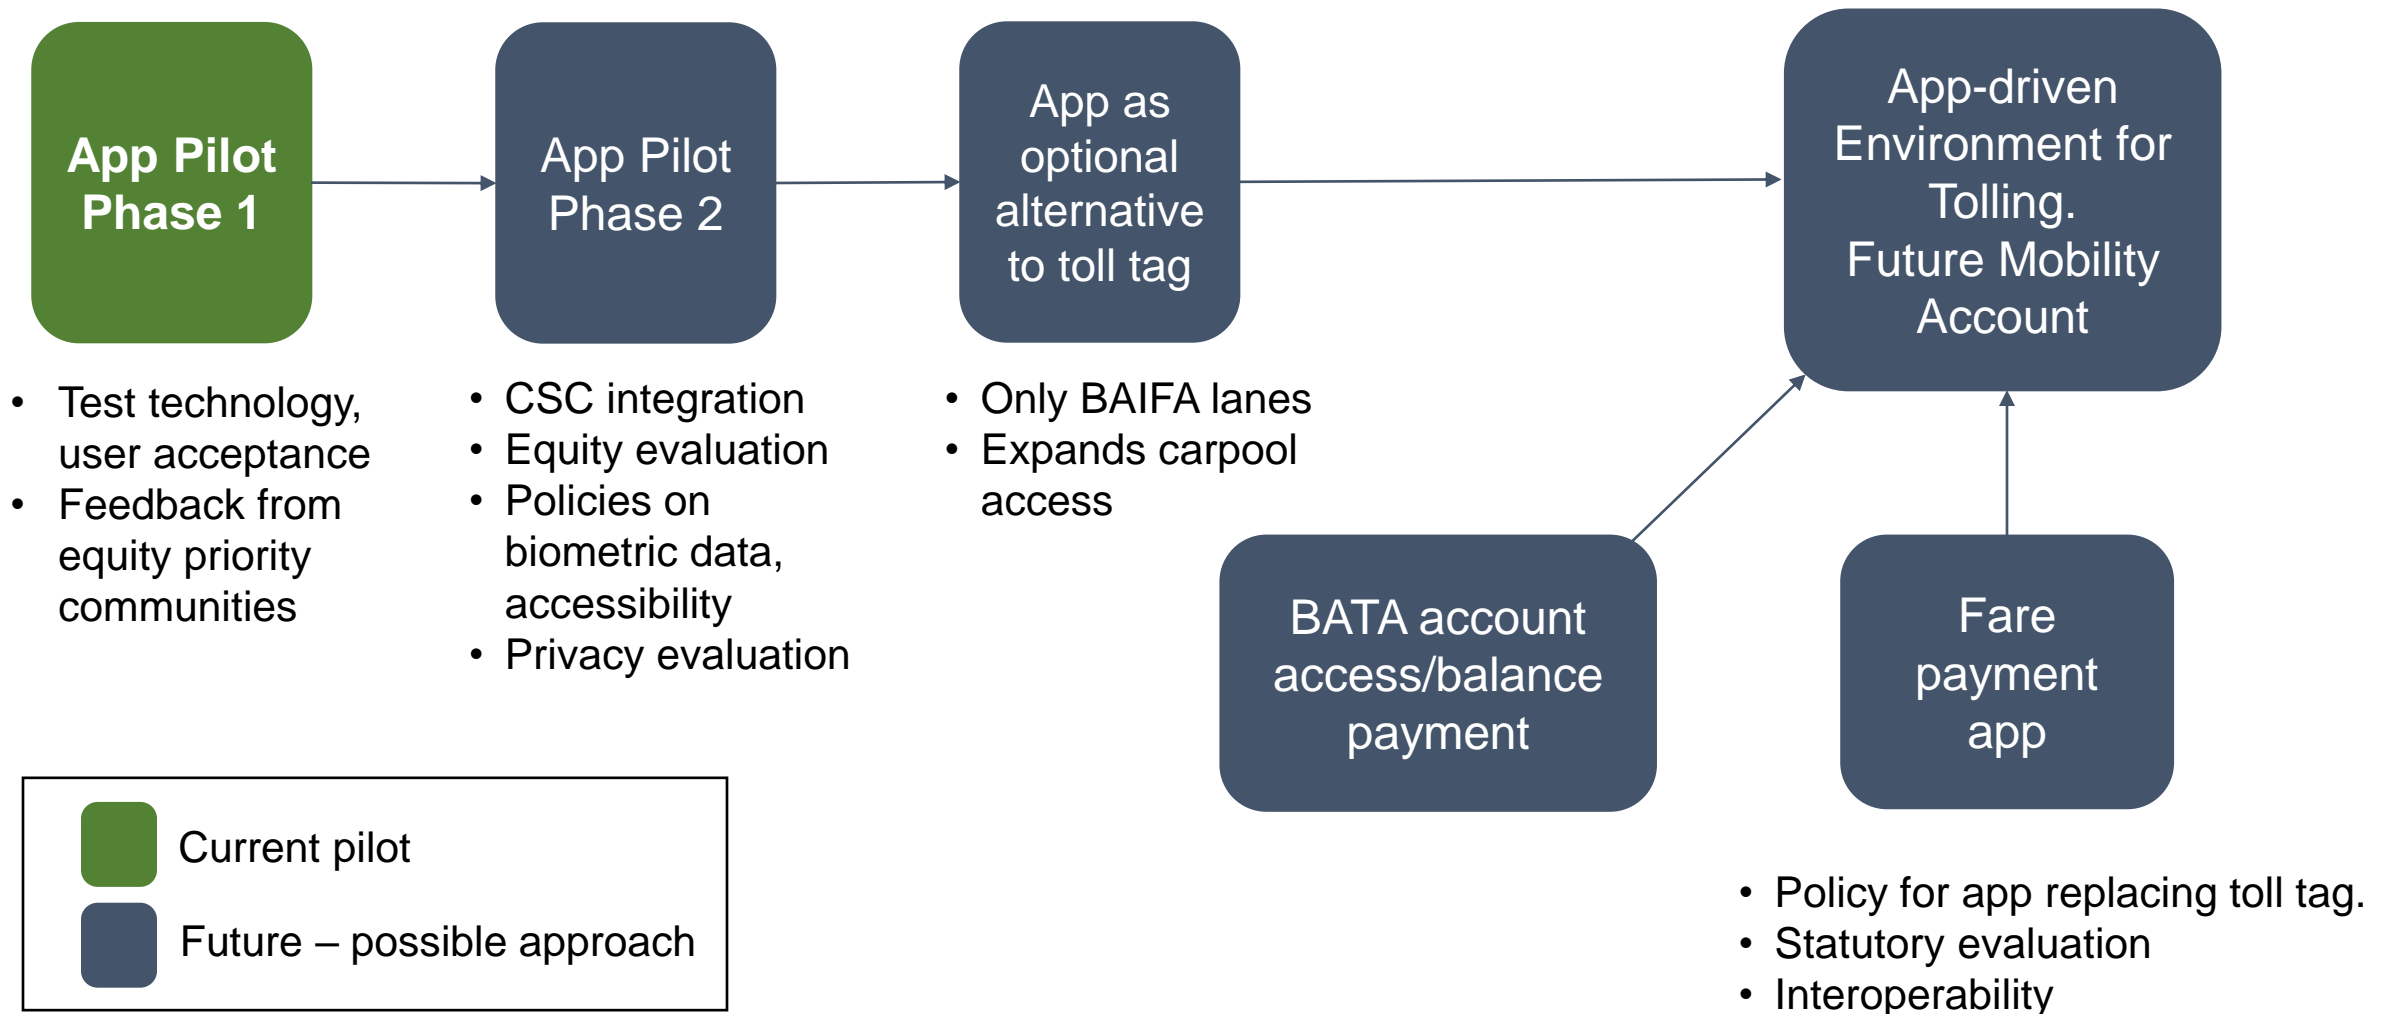 App Pilot
Phase 1
App Pilot
Phase 2
App as
optional
alternative
to toll tag
App-driven
Environment for
Tolling.
Future Mobility
Account
• Test technology,
user acceptance
• Feedback from
equity priority
communities
• CSC integration
• Equity evaluation
• Policies on
biometric data,
accessibility
• Privacy evaluation
• Only BAIFA lanes
• Expands carpool
access
BATA account
access/balance
payment
Fare
payment
app
• Policy for app replacing toll tag.
• Statutory evaluation
• Interoperability
Current pilot
Future – possible approach